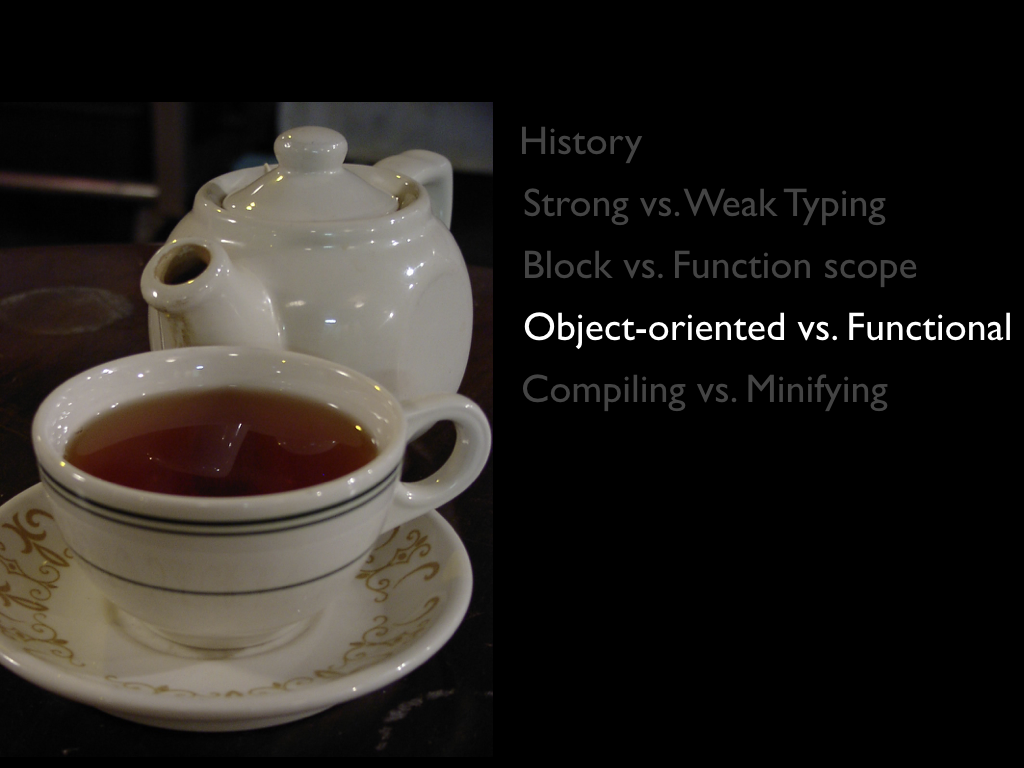 History
Strong vs. Weak Typing
Block vs. Function scope
Object-oriented vs. Functional
Compiling vs. Minifying